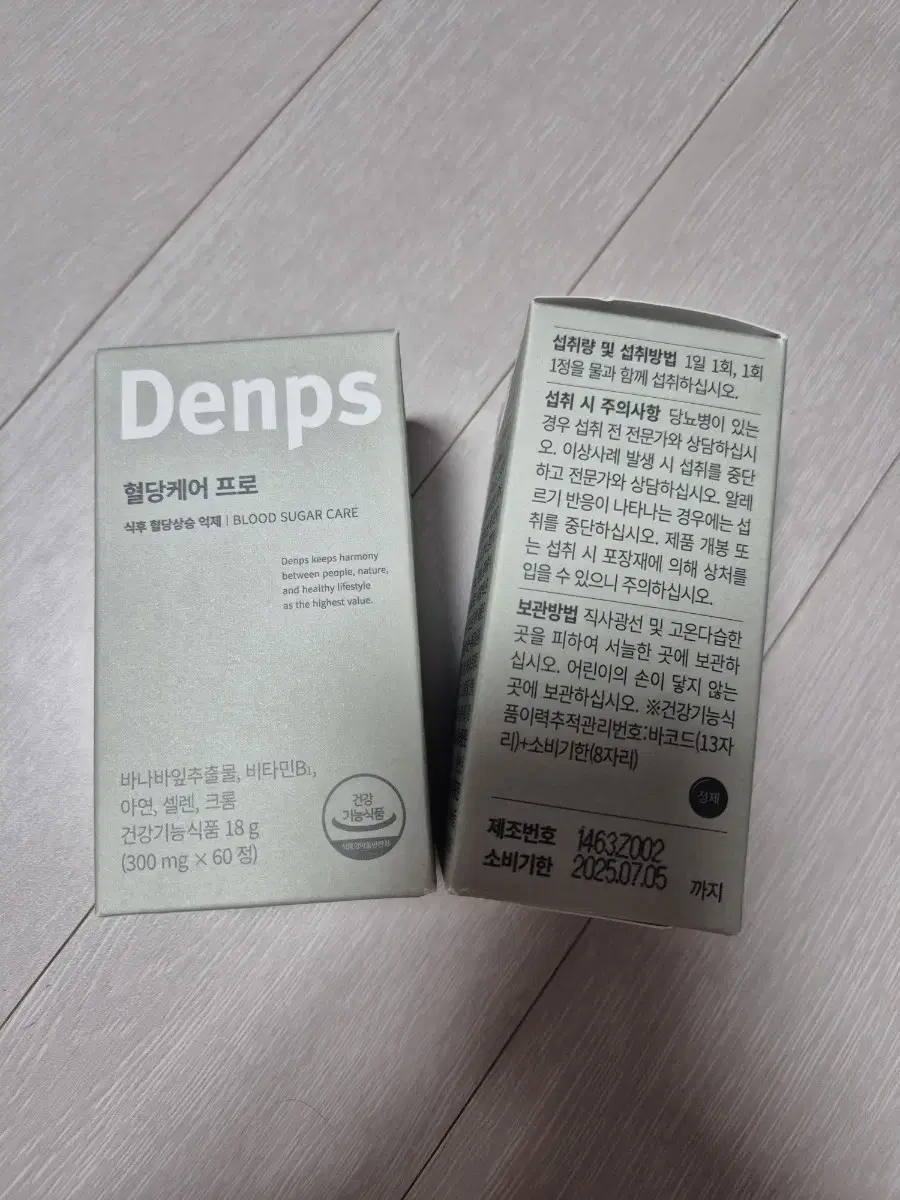 Denps
혈당케어 프로
식후 혈당상승 억제 | BLOOD SUGAR CARE
Denps keeps harmony
between people, nature,
and healthy lifestyle
as the highest value.
바나바잎추출물, 비타민B₁,
아연, 셀렌, 크롬
건강기능식품 18 g
(300 mg × 60 정)
건강
기능식품
섭취량 및 섭취방법 1일 1회, 1회
1정을 물과 함께 섭취하십시오.
섭취 시 주의사항 당뇨병이 있는
경우 섭취 전 전문가와 상담하십시
오. 이상사례 발생 시 섭취를 중단
하고 전문가와 상담하십시오. 알레
르기 반응이 나타나는 경우에는 섭
취를 중단하십시오. 제품 개봉 또
는 섭취 시 포장재에 의해 상처를
입을 수 있으니 주의하십시오.
보관방법 직사광선 및 고온다습한
곳을 피하여 서늘한 곳에 보관하
십시오. 어린이의 손이 닿지 않는
곳에 보관하십시오. ※건강기능식
품이력추적관리번호:바코드(13자
리)+소비기한(8자리)
정제
제조번호 1463Z002
소비기한 2025.07.05 까지